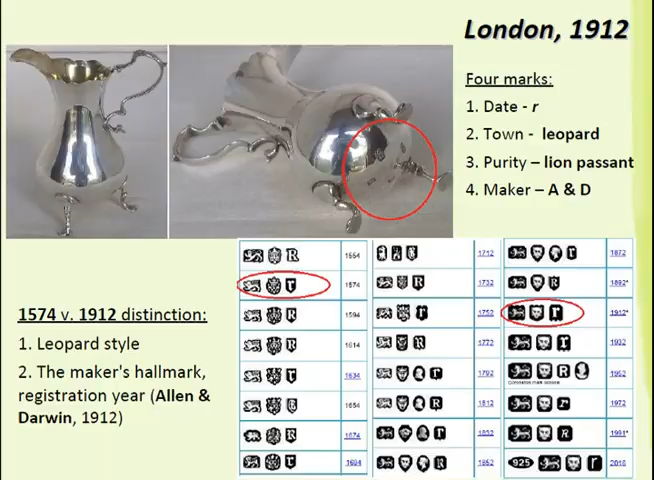 London, 1912
Four marks:
1. Date - r
2. Town - leopard
3. Purity – lion passant
4. Maker – A & D
1574 v. 1912 distinction:
1. Leopard style
2. The maker's hallmark,
registration year (Allen &
Darwin, 1912)
R 1554
r 1574
R 1594
R 1614
r 1634
1654
R 1674
r 1694
1712
R 1732
r 1752
R 1772
r 1792
R 1812
r 1832
R 1852
r 1872
R 1892*
r 1912*
r 1932
R 1952
r 1972
R 1991*
925 r 2016